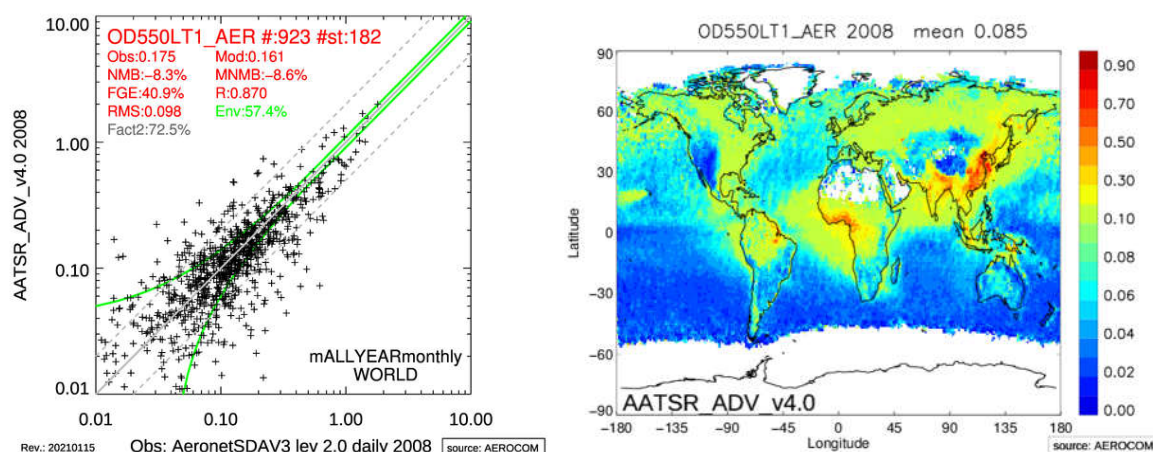 10.00
OD550LT1_AER #:923 #st:182
Obs:0.175 Mod:0.161
NMB:−8.3% MNMB:−8.6%
FGE:40.9% R:0.870
RMS:0.098 Env:57.4%
Fact2:72.5%
1.00
0.10
0.01
AATSR_ADV_v4.0 2008
mALLYEARmonthly
WORLD
0.01 0.10 1.00 10.00
Rev.: 20210115 Obs: AeronetSDAV3 lev 2.0 daily 2008 source: AEROCOM
OD550LT1_AER 2008 mean 0.085
90
60
30
0
−30
−60
−90
Latitude
AATSR_ADV_v4.0
−180 −135 −90 −45 0 45 90 135 180
Longitude
source: AEROCOM
0.90
0.70
0.50
0.30
0.20
0.10
0.08
0.06
0.04
0.02
0.00